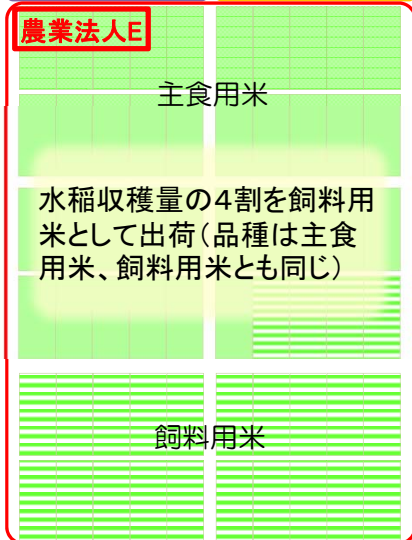 農業法人E
主食用米
水稲収穫量の4割を飼料用
米として出荷(品種は主食
用米、飼料用米とも同じ)
飼料用米